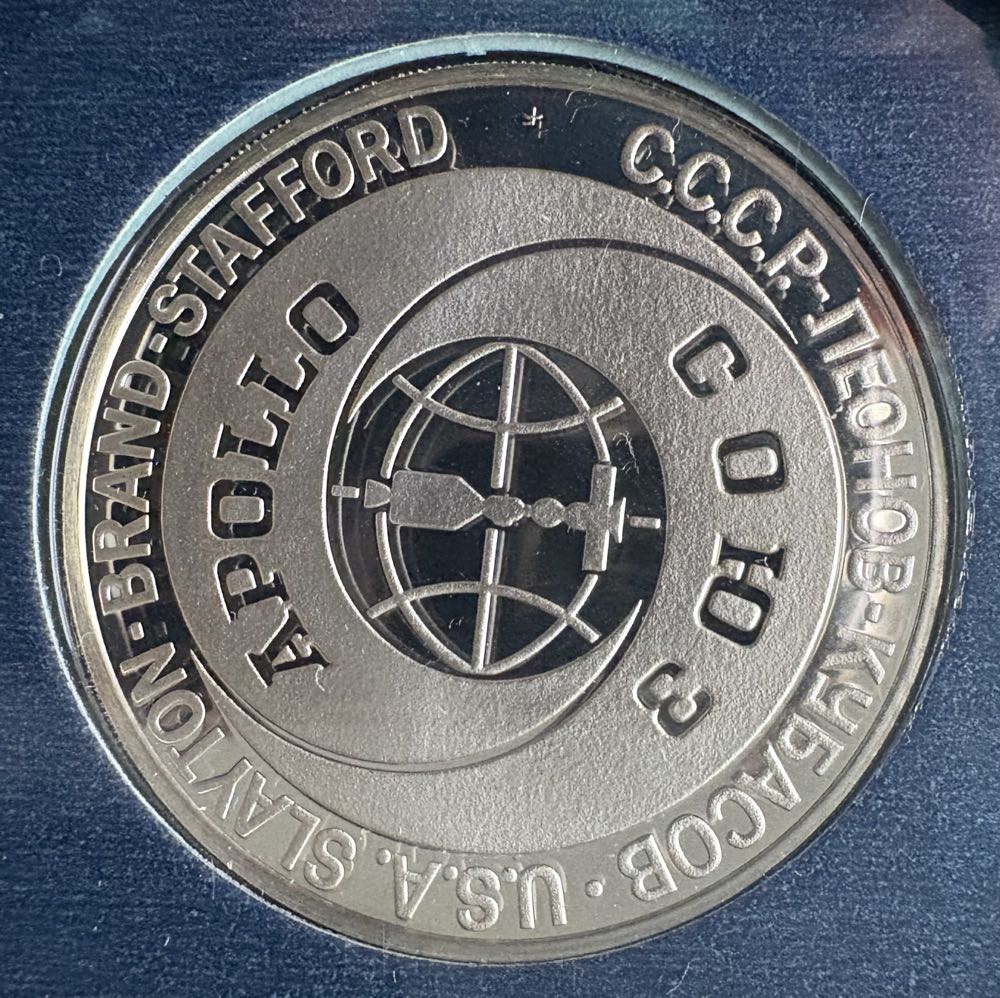 U.S.A. SLAYTON-BRAND-STAFFORD
С.С.С.Р.-ЛЕОНОВ-КУБАСОВ
APOLLO
СОЮЗ